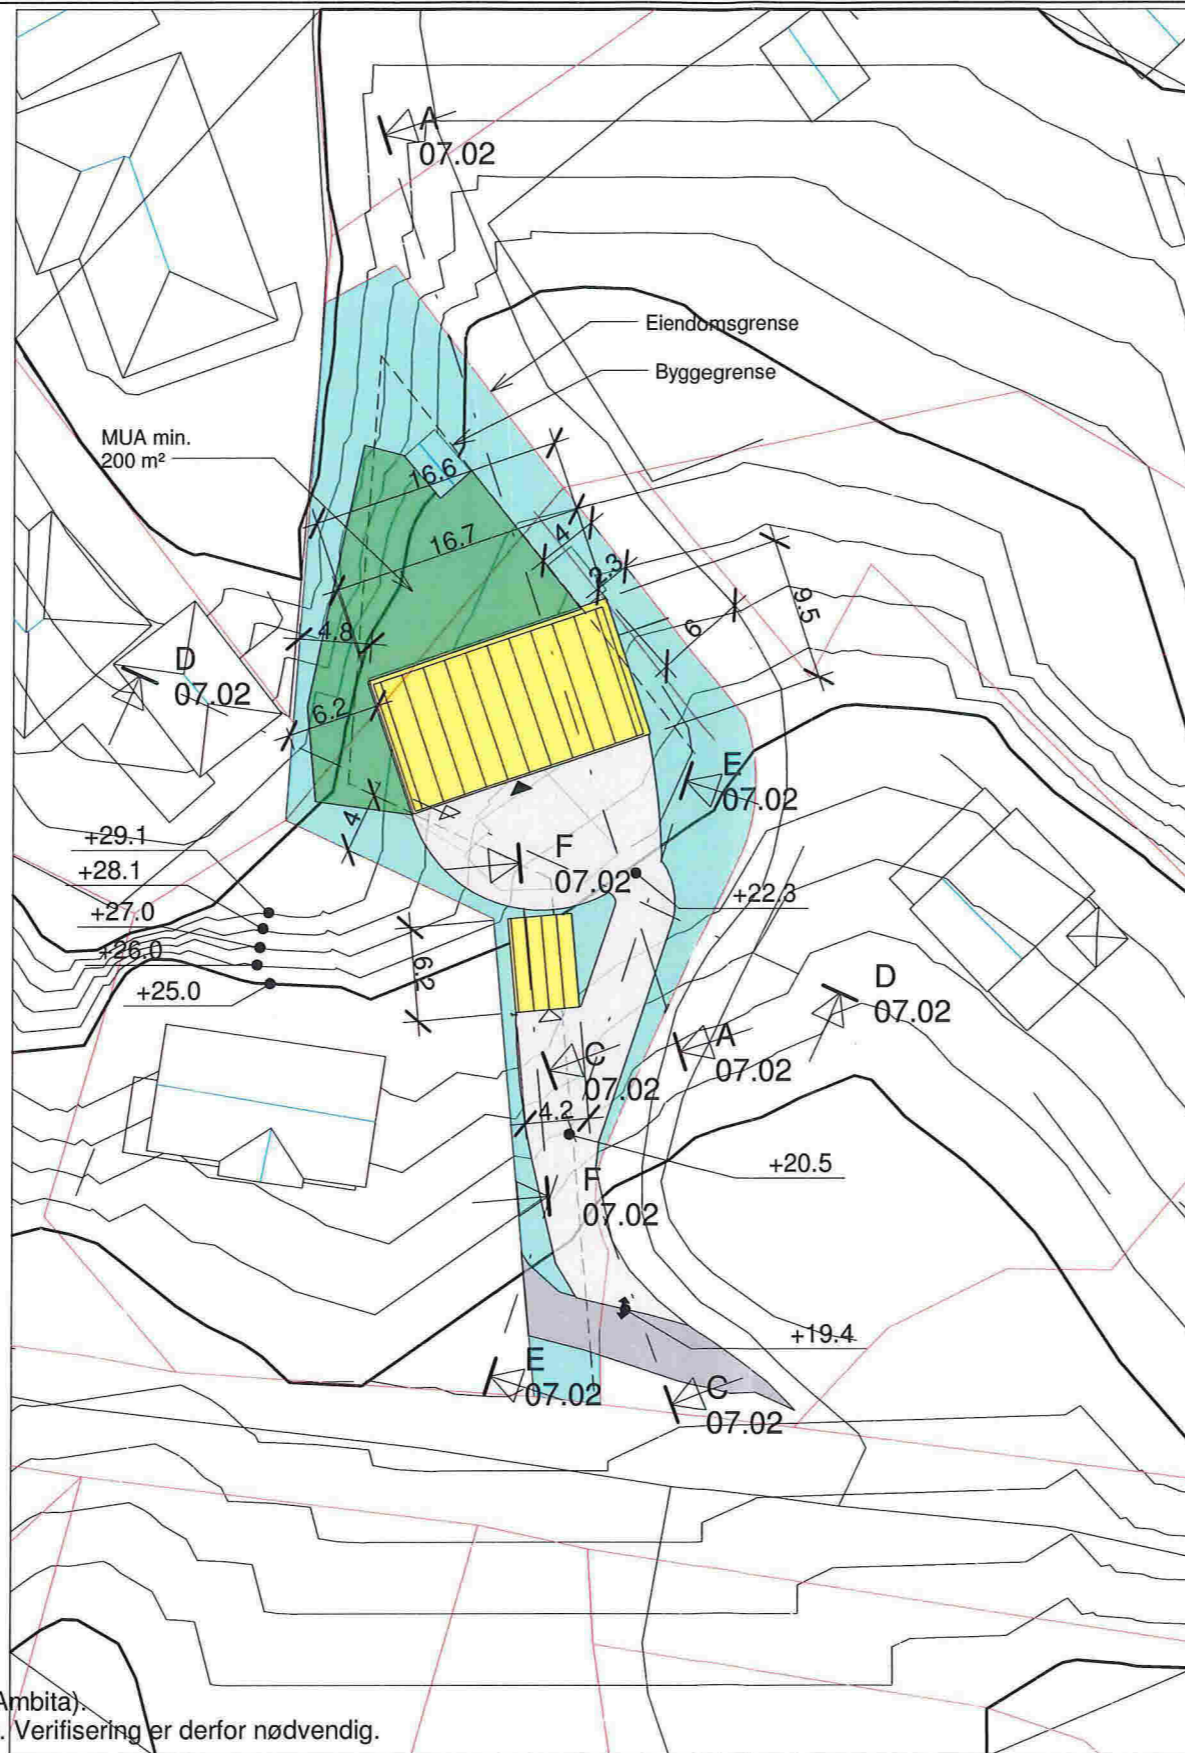 A
07.02
Eiendomsgrense
Byggegrense
MUA min.
200 m²
16.6
16.7
4
2.3
9.5
6
4.8
D
07.02
6.2
E
07.02
4
+29.1
F
07.02
+28.1
+22.3
+27.0
+26.0
6.2
+25.0
D
07.02
A
07.02
C
07.02
4.2
+20.5
F
07.02
+19.4
E
07.02
C
07.02
Ambita).
. Verifisering er derfor nødvendig.